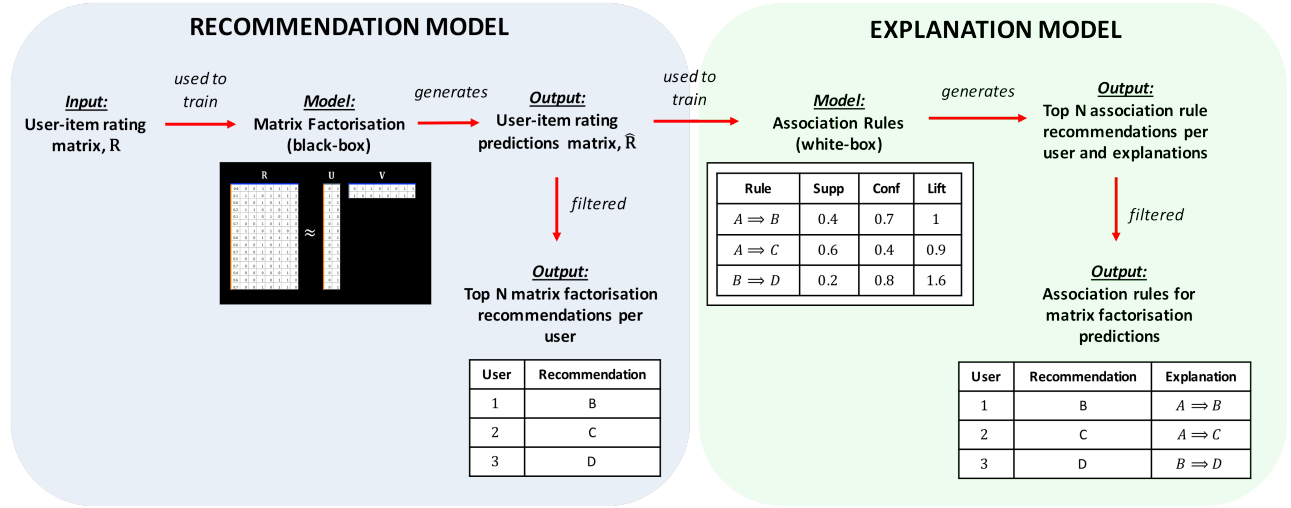 RECOMMENDATION MODEL
EXPLANATION MODEL
Input:
User-item rating
matrix, R
used to
train
Model:
Matrix Factorisation
(black-box)
R U V
≈
generates
Output:
User-item rating
predictions matrix, R̂
filtered
Output:
Top N matrix factorisation
recommendations per
user
User Recommendation
1 B
2 C
3 D
used to
train
Model:
Association Rules
(white-box)
Rule Supp Conf Lift
A ⟹ B 0.4 0.7 1
A ⟹ C 0.6 0.4 0.9
B ⟹ D 0.2 0.8 1.6
generates
Output:
Top N association rule
recommendations per
user and explanations
filtered
Output:
Association rules for
matrix factorisation
predictions
User Recommendation Explanation
1 B A ⟹ B
2 C A ⟹ C
3 D B ⟹ D